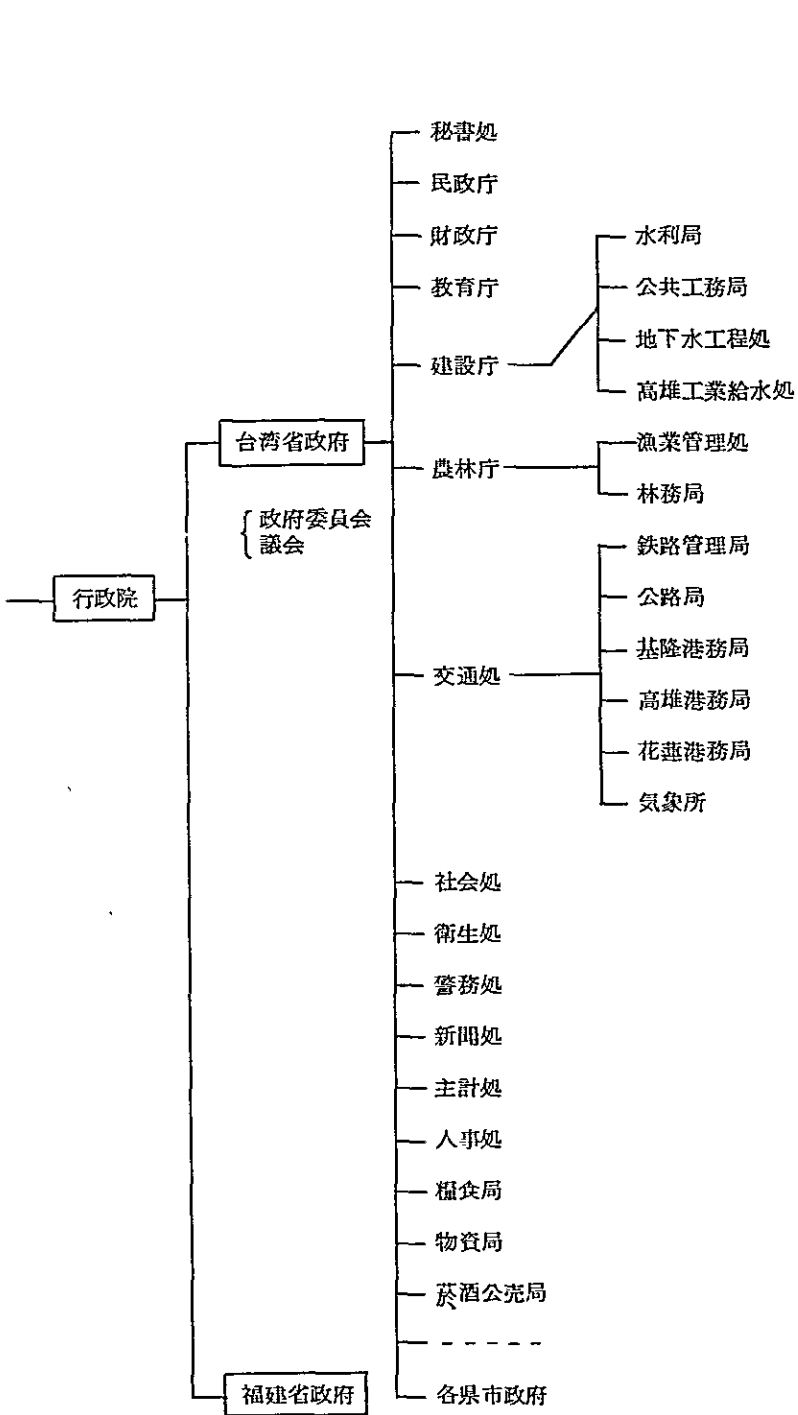 秘書処
民政庁
財政庁
教育庁
建設庁
水利局
公共工務局
地下水工程処
高雄工業給水処
台湾省政府
政府委員会
議会
農林庁
漁業管理処
林務局
行政院
交通処
鉄路管理局
公路局
基隆港務局
高雄港務局
花蓮港務局
気象所
社会処
衛生処
警務処
新聞処
主計処
人事処
糧食局
物資局
菸酒公売局
福建省政府
各県市政府